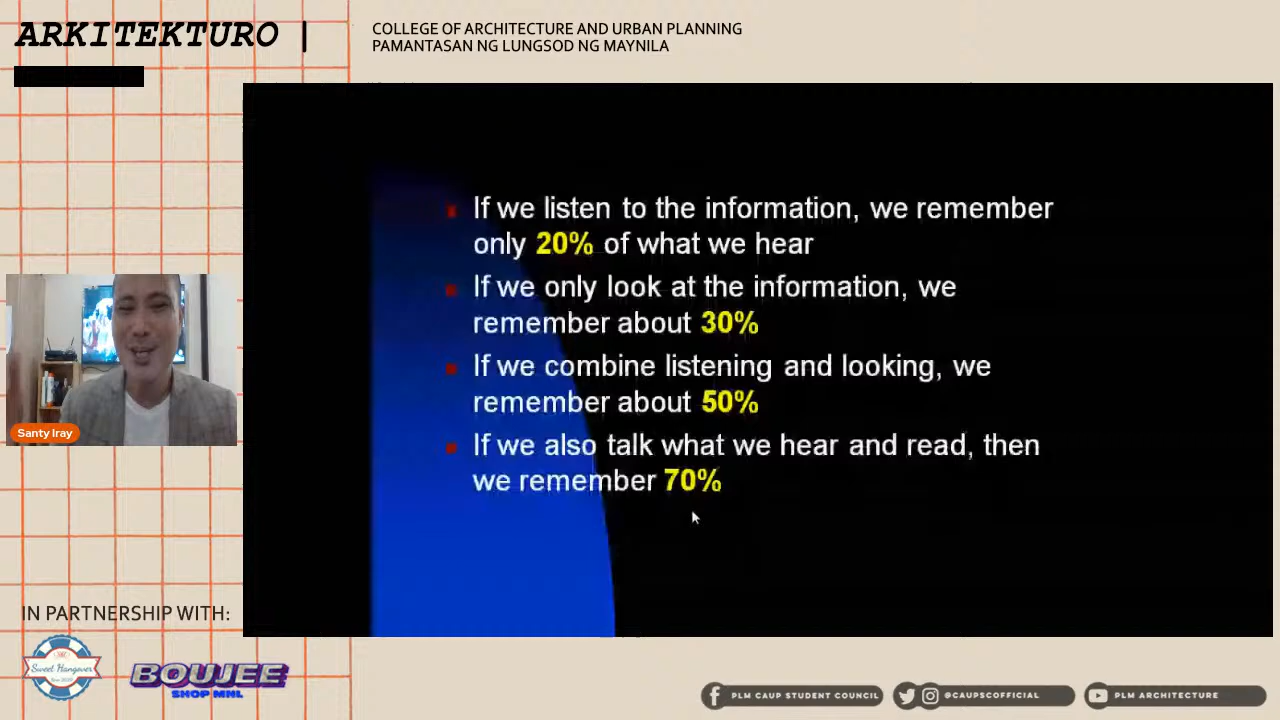 ARKITEKTURO |
COLLEGE OF ARCHITECTURE AND URBAN PLANNING
PAMANTASAN NG LUNGSOD NG MAYNILA
If we listen to the information, we remember
only 20% of what we hear
If we only look at the information, we
remember about 30%
If we combine listening and looking, we
remember about 50%
If we also talk what we hear and read, then
we remember 70%
Santy Iray
IN PARTNERSHIP WITH:
Sweet Hangover
BOUJEE
SHOP MNL
PLM CAUP STUDENT COUNCIL
@CAUPSCOFFICIAL
PLM ARCHITECTURE